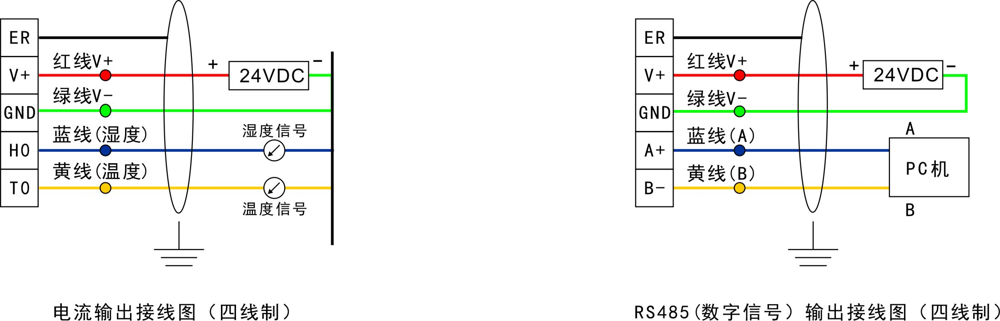 ER
红线V+
V+
+
24VDC
-
绿线V-
GND
蓝线(湿度)
湿度信号
HO
黄线(温度)
TO
温度信号
电流输出接线图（四线制）
ER
红线V+
V+
+
24VDC
-
绿线V-
GND
蓝线(A)
A
A+
PC机
黄线(B)
B-
B
RS485(数字信号）输出接线图（四线制）